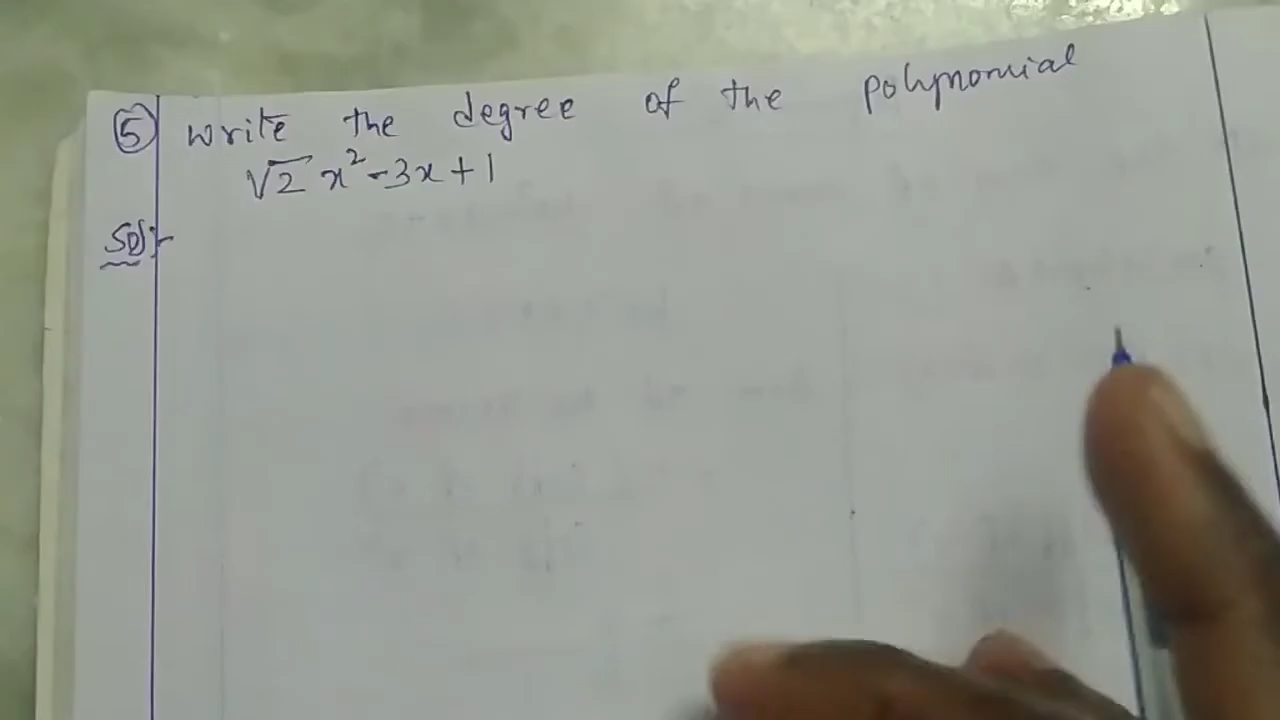 ⑤ Write the degree of the polynomial
√2 x² - 3x + 1
Sol:-